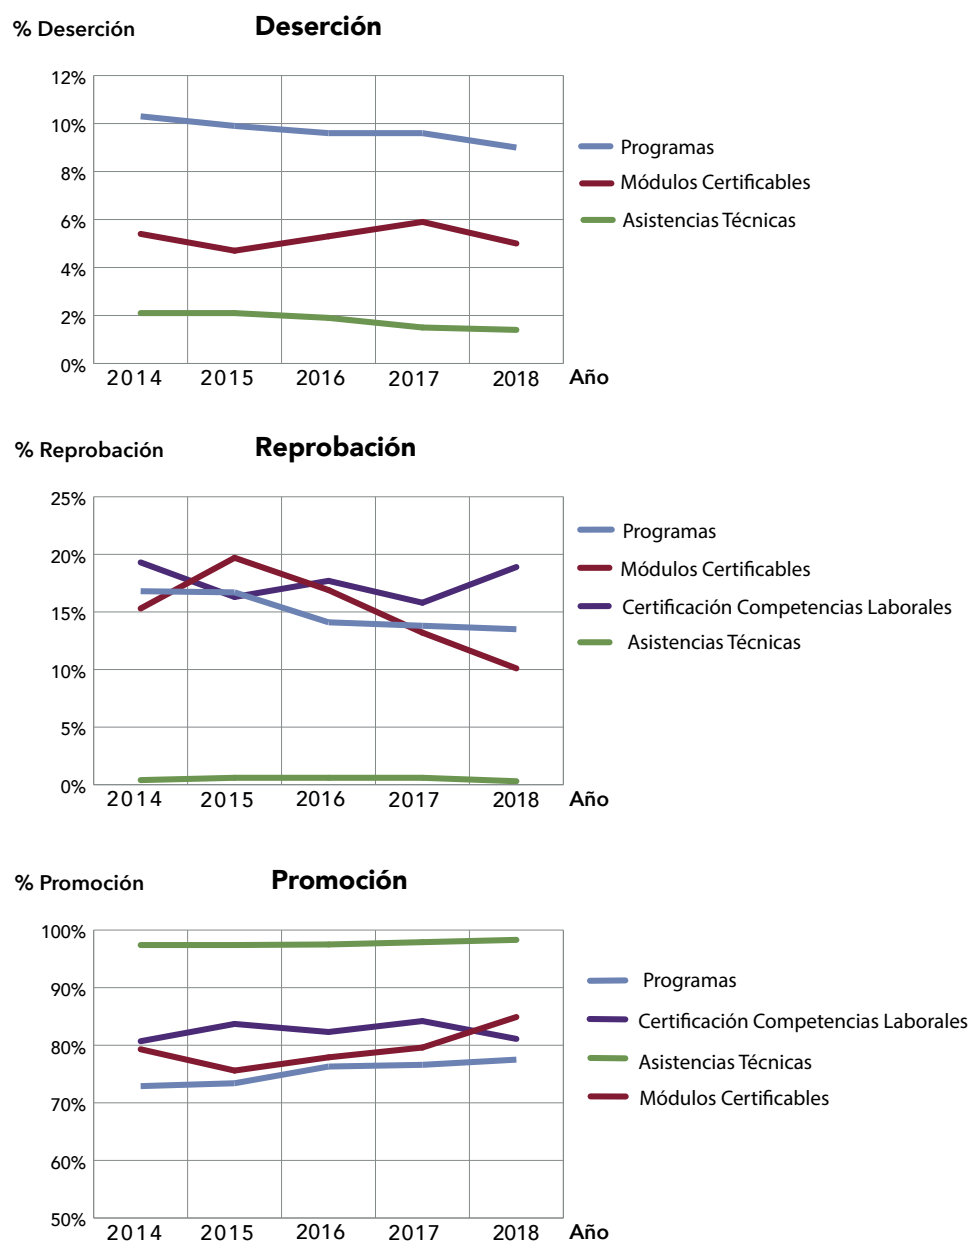 % Deserción
Deserción
12%
10%
8%
6%
4%
2%
0%
2014 2015 2016 2017 2018 Año
Programas
Módulos Certificables
Asistencias Técnicas
% Reprobación
Reprobación
25%
20%
15%
10%
5%
0%
2014 2015 2016 2017 2018 Año
Programas
Módulos Certificables
Certificación Competencias Laborales
Asistencias Técnicas
% Promoción
Promoción
100%
90%
80%
70%
60%
50%
2014 2015 2016 2017 2018 Año
Programas
Certificación Competencias Laborales
Asistencias Técnicas
Módulos Certificables